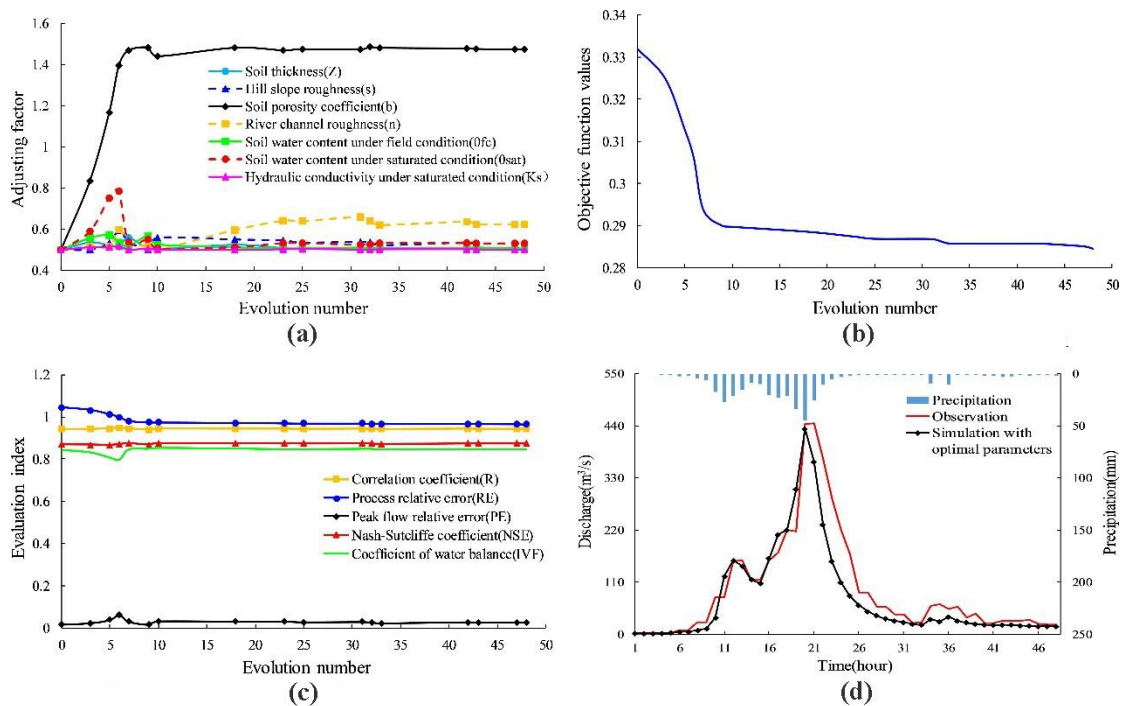 1.6
1.4
1.2
1
0.8
0.6
0.4
Adjusting factor
Soil thickness(Z)
Hill slope roughness(s)
Soil porosity coefficient(b)
River channel roughness(n)
Soil water content under field condition(0fc)
Soil water content under saturated condition(0sat)
Hydraulic conductivity under saturated condition(Ks)
0 5 10 15 20 25 30 35 40 45 50
Evolution number
(a)
0.33
0.32
0.31
0.3
0.29
0.28
Objective function values
0 5 10 15 20 25 30 35 40 45 50
Evolution number
(b)
1.2
1
0.8
0.6
0.4
0.2
0
Evaluation index
Correlation coefficient(R)
Process relative error(RE)
Peak flow relative error(PE)
Nash-Sutcliffe coefficient(NSE)
Coefficient of water balance(IVF)
0 5 10 15 20 25 30 35 40 45 50
Evolution number
(c)
550
440
330
220
110
0
Discharge(m³/s)
Precipitation
Observation
Simulation with
optimal parameters
0
50
100
150
200
250
Precipitation(mm)
1 6 11 16 21 26 31 36 41 46
Time(hour)
(d)